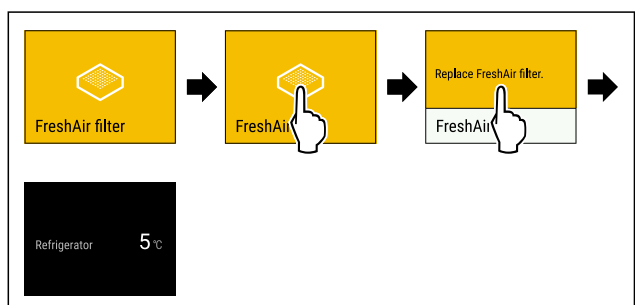 FreshAir filter
FreshAi
Replace FreshAir filter.
FreshAi
Refrigerator 5 °C